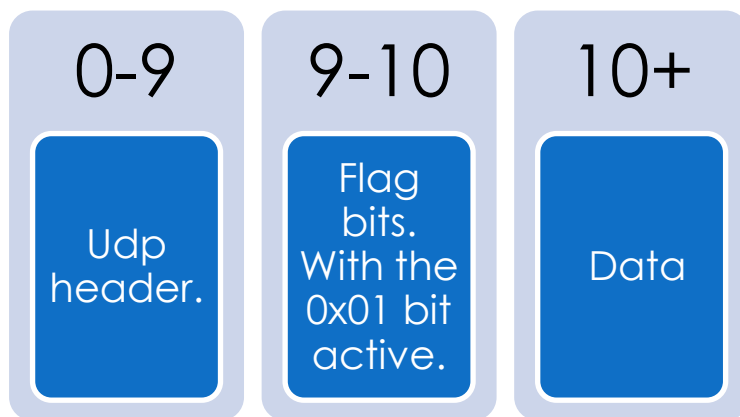 0-9
Udp
header.
9-10
Flag
bits.
With the
0x01 bit
active.
10+
Data